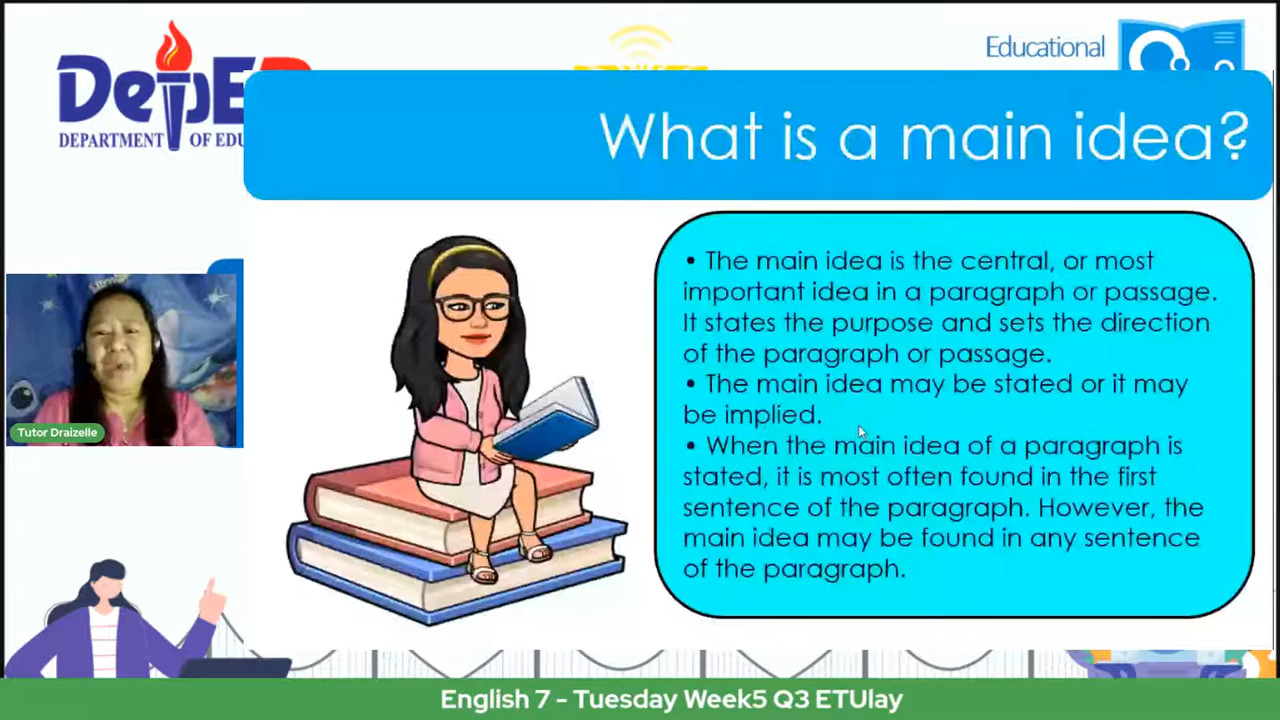 DepE
DEPARTMENT OF EDU
Educational
What is a main idea?
• The main idea is the central, or most
important idea in a paragraph or passage.
It states the purpose and sets the direction
of the paragraph or passage.
• The main idea may be stated or it may
be implied.
• When the main idea of a paragraph is
stated, it is most often found in the first
sentence of the paragraph. However, the
main idea may be found in any sentence
of the paragraph.
Tutor Draizelle
English 7 - Tuesday Week5 Q3 ETUlay